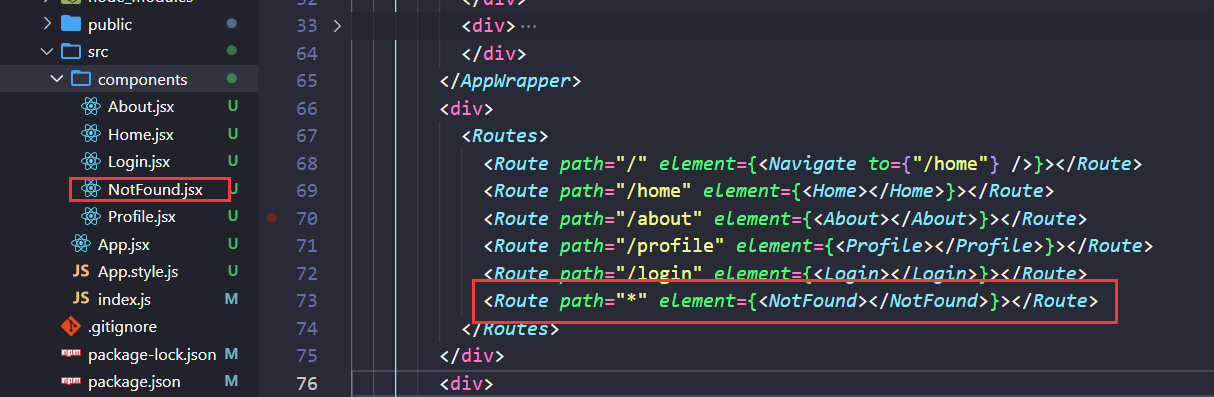 node_modules
public
src
components
About.jsx U
Home.jsx U
Login.jsx U
NotFound.jsx U
Profile.jsx U
App.jsx U
App.style.js U
index.js M
.gitignore
package-lock.json M
package.json M
32 </div>
33 <div>…
64 </div>
65 </AppWrapper>
66 <div>
67 <Routes>
68 <Route path="/" element={<Navigate to={"/home"} />}></Route>
69 <Route path="/home" element={<Home></Home>}></Route>
70 <Route path="/about" element={<About></About>}></Route>
71 <Route path="/profile" element={<Profile></Profile>}></Route>
72 <Route path="/login" element={<Login></Login>}></Route>
73 <Route path="*" element={<NotFound></NotFound>}></Route>
74 </Routes>
75 </div>
76 <div>